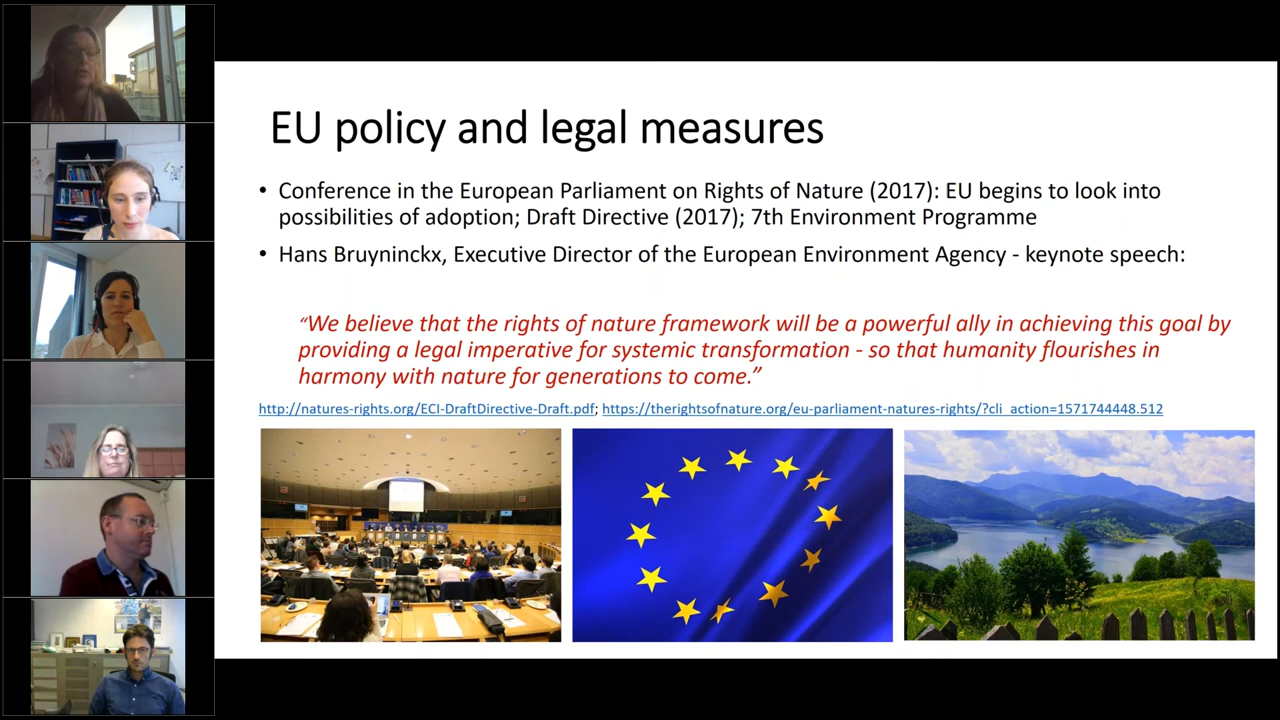 EU policy and legal measures
• Conference in the European Parliament on Rights of Nature (2017): EU begins to look into
possibilities of adoption; Draft Directive (2017); 7th Environment Programme
• Hans Bruyninckx, Executive Director of the European Environment Agency - keynote speech:
“We believe that the rights of nature framework will be a powerful ally in achieving this goal by
providing a legal imperative for systemic transformation - so that humanity flourishes in
harmony with nature for generations to come.”
http://natures-rights.org/ECI-DraftDirective-Draft.pdf; https://therightsofnature.org/eu-parliament-natures-rights/?cli_action=1571744448.512